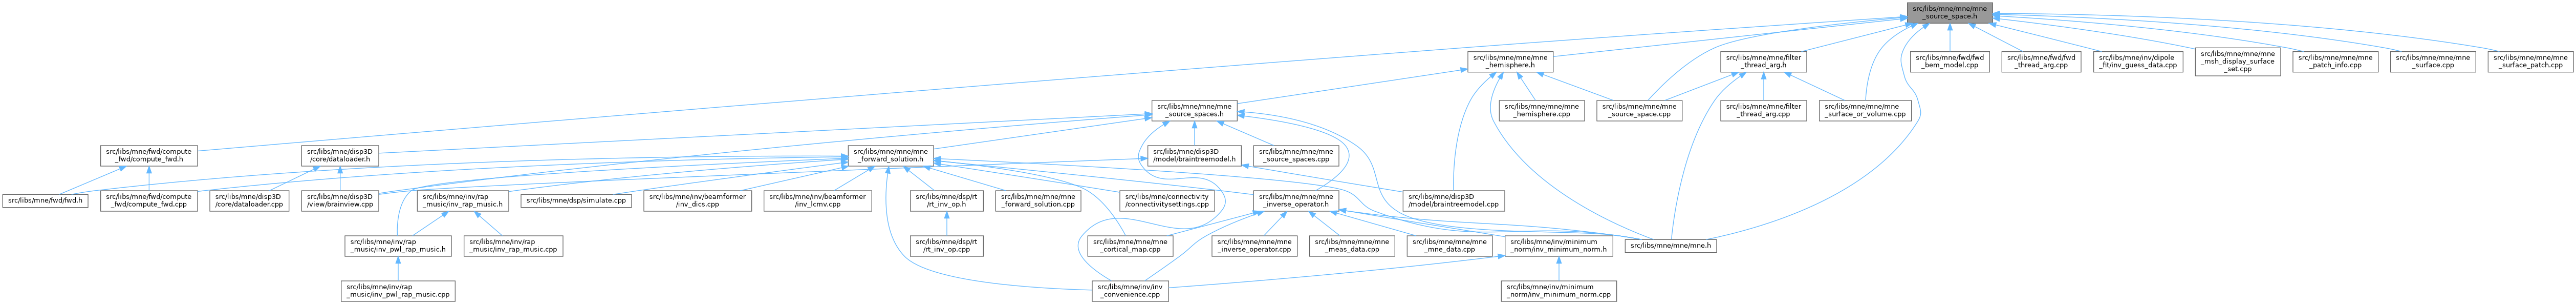 src/libs/mne/mne/mne
_source_space.h
src/libs/mne/mne/mne
_hemisphere.h
src/libs/mne/mne/filter
_thread_arg.h
src/libs/mne/fwd/fwd
_bem_model.cpp
src/libs/mne/fwd/fwd
_thread_arg.cpp
src/libs/mne/inv/dipole
_fit/inv_guess_data.cpp
src/libs/mne/mne/mne
_msh_display_surface
_set.cpp
src/libs/mne/mne/mne
_patch_info.cpp
src/libs/mne/mne/mne
_surface.cpp
src/libs/mne/mne/mne
_surface_patch.cpp
src/libs/mne/mne/mne
_source_spaces.h
src/libs/mne/mne/mne
_hemisphere.cpp
src/libs/mne/mne/mne
_source_space.cpp
src/libs/mne/mne/filter
_thread_arg.cpp
src/libs/mne/mne/mne
_surface_or_volume.cpp
src/libs/mne/fwd/compute
_fwd/compute_fwd.h
src/libs/mne/disp3D
/core/dataloader.h
src/libs/mne/mne/mne
_forward_solution.h
src/libs/mne/disp3D
/model/braintreemodel.h
src/libs/mne/mne/mne
_source_spaces.cpp
src/libs/mne/fwd/fwd.h
src/libs/mne/fwd/compute
_fwd/compute_fwd.cpp
src/libs/mne/disp3D
/core/dataloader.cpp
src/libs/mne/disp3D
/view/brainview.cpp
src/libs/mne/inv/rap
_music/inv_rap_music.h
src/libs/mne/dsp/simulate.cpp
src/libs/mne/inv/beamformer
/inv_dics.cpp
src/libs/mne/inv/beamformer
/inv_lcmv.cpp
src/libs/mne/dsp/rt
/rt_inv_op.h
src/libs/mne/mne/mne
_forward_solution.cpp
src/libs/mne/connectivity
/connectivitysettings.cpp
src/libs/mne/mne/mne
_inverse_operator.h
src/libs/mne/disp3D
/model/braintreemodel.cpp
src/libs/mne/inv/rap
_music/inv_pwl_rap_music.h
src/libs/mne/inv/rap
_music/inv_rap_music.cpp
src/libs/mne/dsp/rt
/rt_inv_op.cpp
src/libs/mne/mne/mne
_cortical_map.cpp
src/libs/mne/mne/mne
_inverse_operator.cpp
src/libs/mne/mne/mne
_meas_data.cpp
src/libs/mne/mne/mne
_mne_data.cpp
src/libs/mne/inv/minimum
_norm/inv_minimum_norm.h
src/libs/mne/mne/mne.h
src/libs/mne/inv/rap
_music/inv_pwl_rap_music.cpp
src/libs/mne/inv/inv
_convenience.cpp
src/libs/mne/inv/minimum
_norm/inv_minimum_norm.cpp